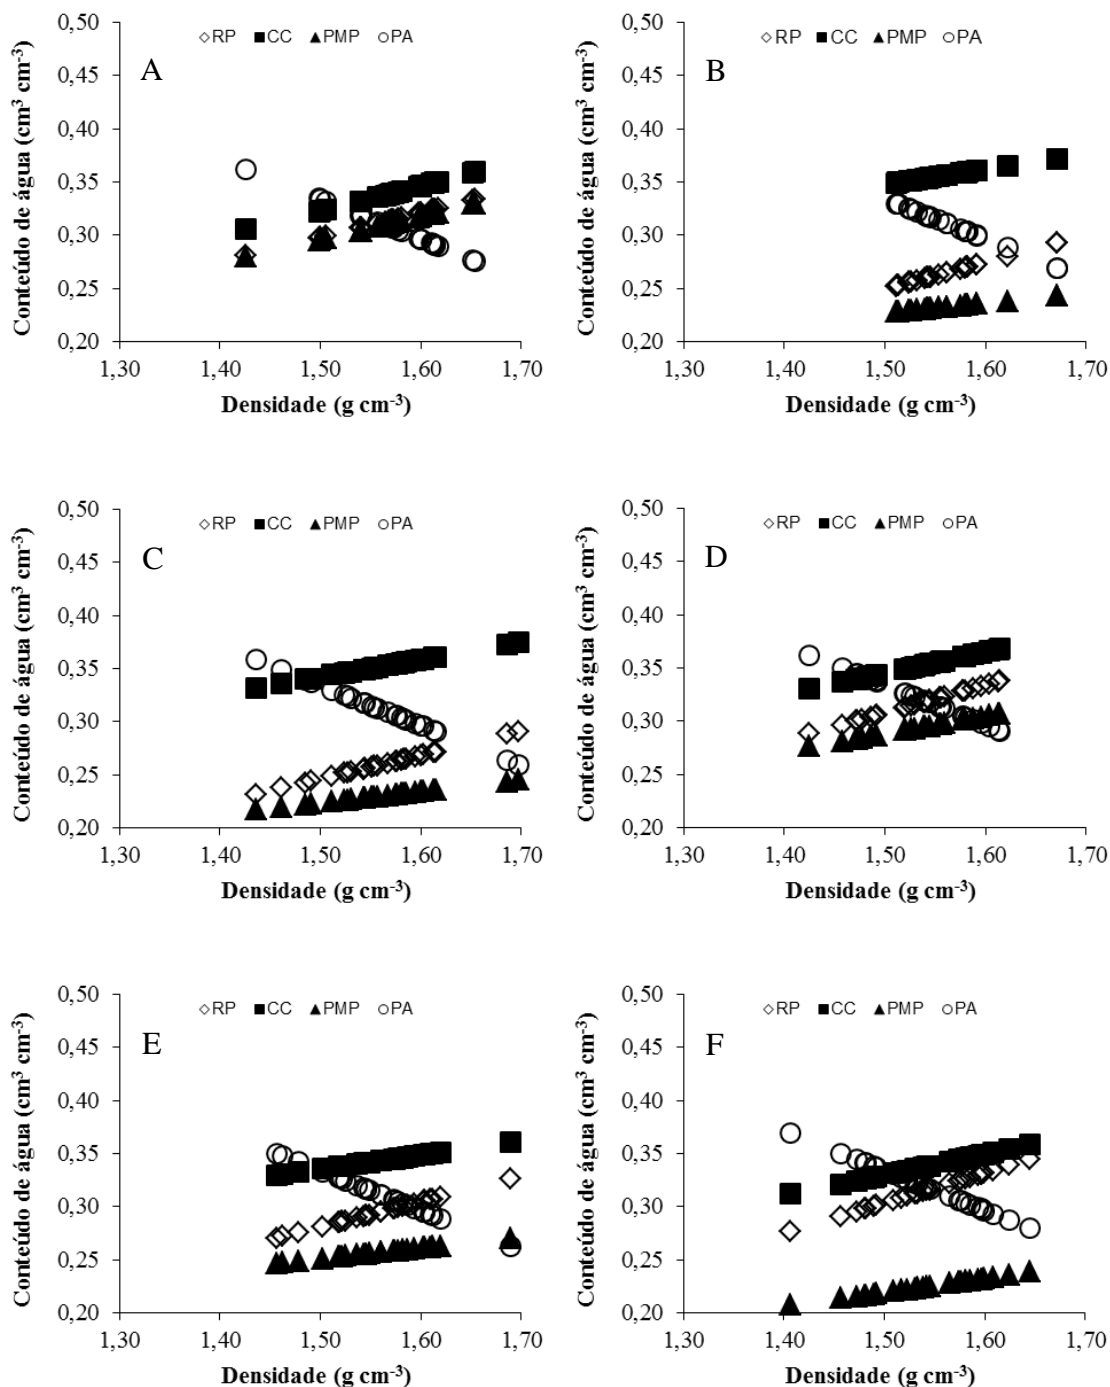 ◇RP ■CC ▲PMP ○PA
A
Conteúdo de água (cm³ cm⁻³)
0,50
0,45
0,40
0,35
0,30
0,25
0,20
1,30 1,40 1,50 1,60 1,70
Densidade (g cm⁻³)
◇RP ■CC ▲PMP ○PA
B
Conteúdo de água (cm³ cm⁻³)
0,50
0,45
0,40
0,35
0,30
0,25
0,20
1,30 1,40 1,50 1,60 1,70
Densidade (g cm⁻³)
◇RP ■CC ▲PMP ○PA
C
Conteúdo de água (cm³ cm⁻³)
0,50
0,45
0,40
0,35
0,30
0,25
0,20
1,30 1,40 1,50 1,60 1,70
Densidade (g cm⁻³)
◇RP ■CC ▲PMP ○PA
D
Conteúdo de água (cm³ cm⁻³)
0,50
0,45
0,40
0,35
0,30
0,25
0,20
1,30 1,40 1,50 1,60 1,70
Densidade (g cm⁻³)
◇RP ■CC ▲PMP ○PA
E
Conteúdo de água (cm³ cm⁻³)
0,50
0,45
0,40
0,35
0,30
0,25
0,20
1,30 1,40 1,50 1,60 1,70
Densidade (g cm⁻³)
◇RP ■CC ▲PMP ○PA
F
Conteúdo de água (cm³ cm⁻³)
0,50
0,45
0,40
0,35
0,30
0,25
0,20
1,30 1,40 1,50 1,60 1,70
Densidade (g cm⁻³)